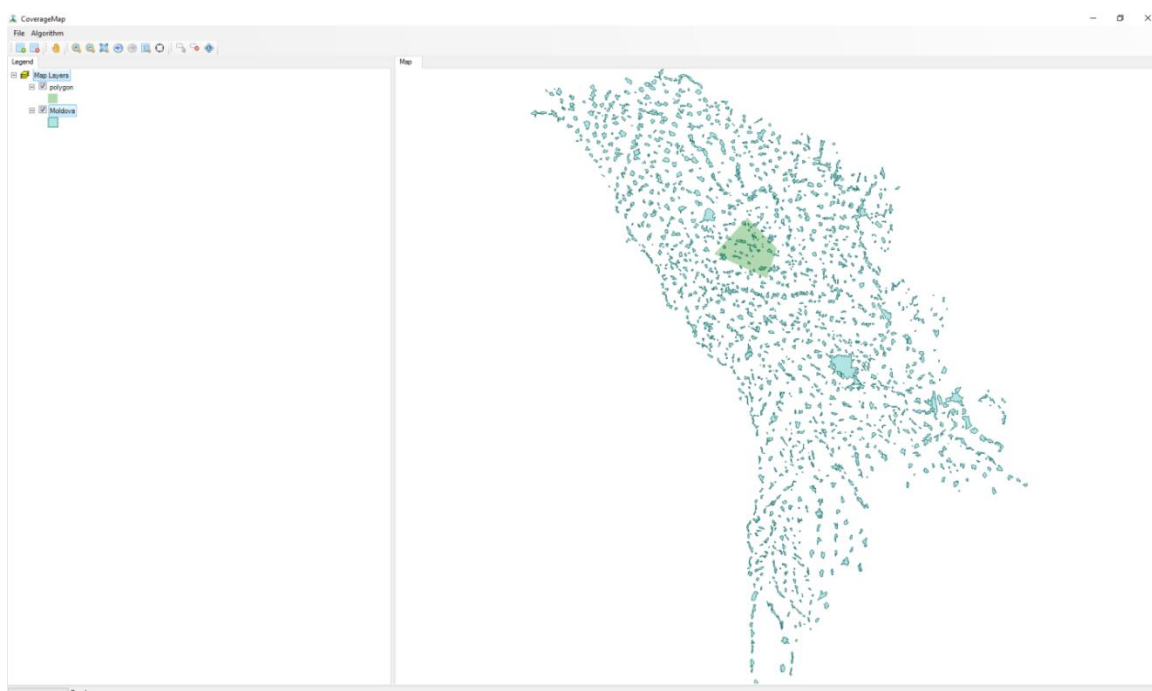 CoverageMap
File Algorithm
Legend
Map
Map Layers
polygon
Moldova